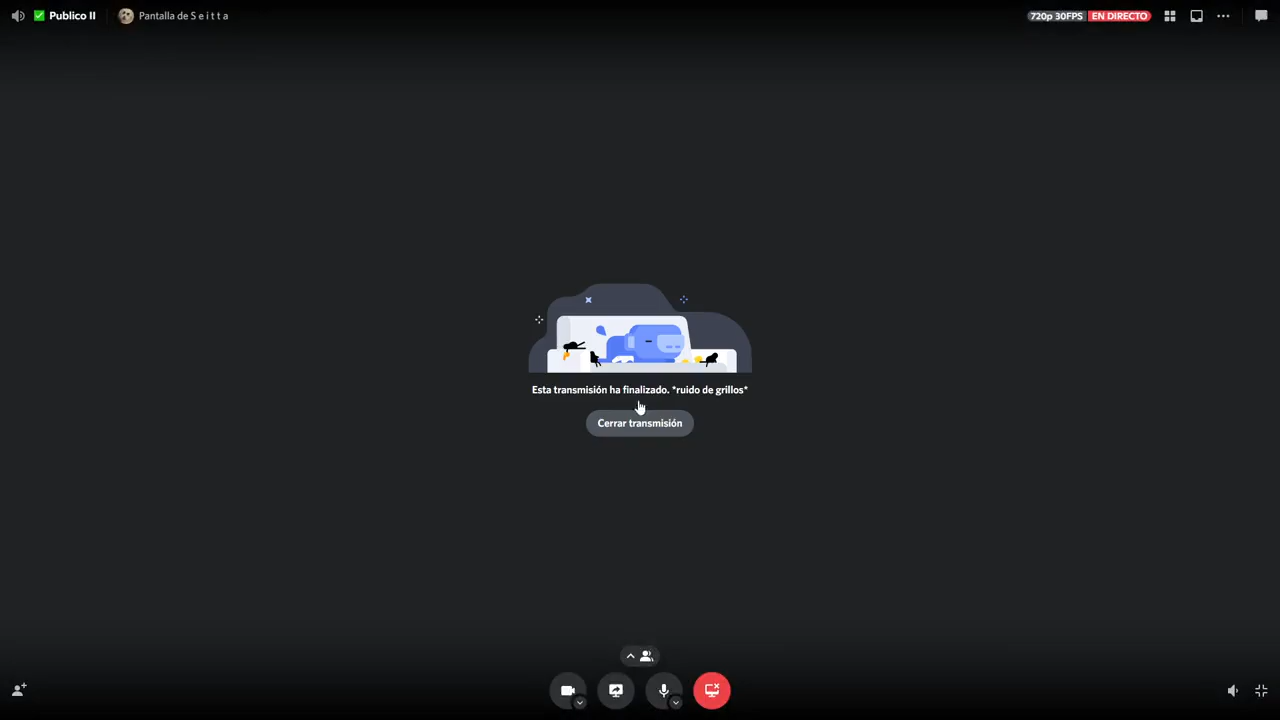 Publico II
Pantalla de S e i t t a
720p 30FPS EN DIRECTO
Esta transmisión ha finalizado. *ruido de grillos*
Cerrar transmisión